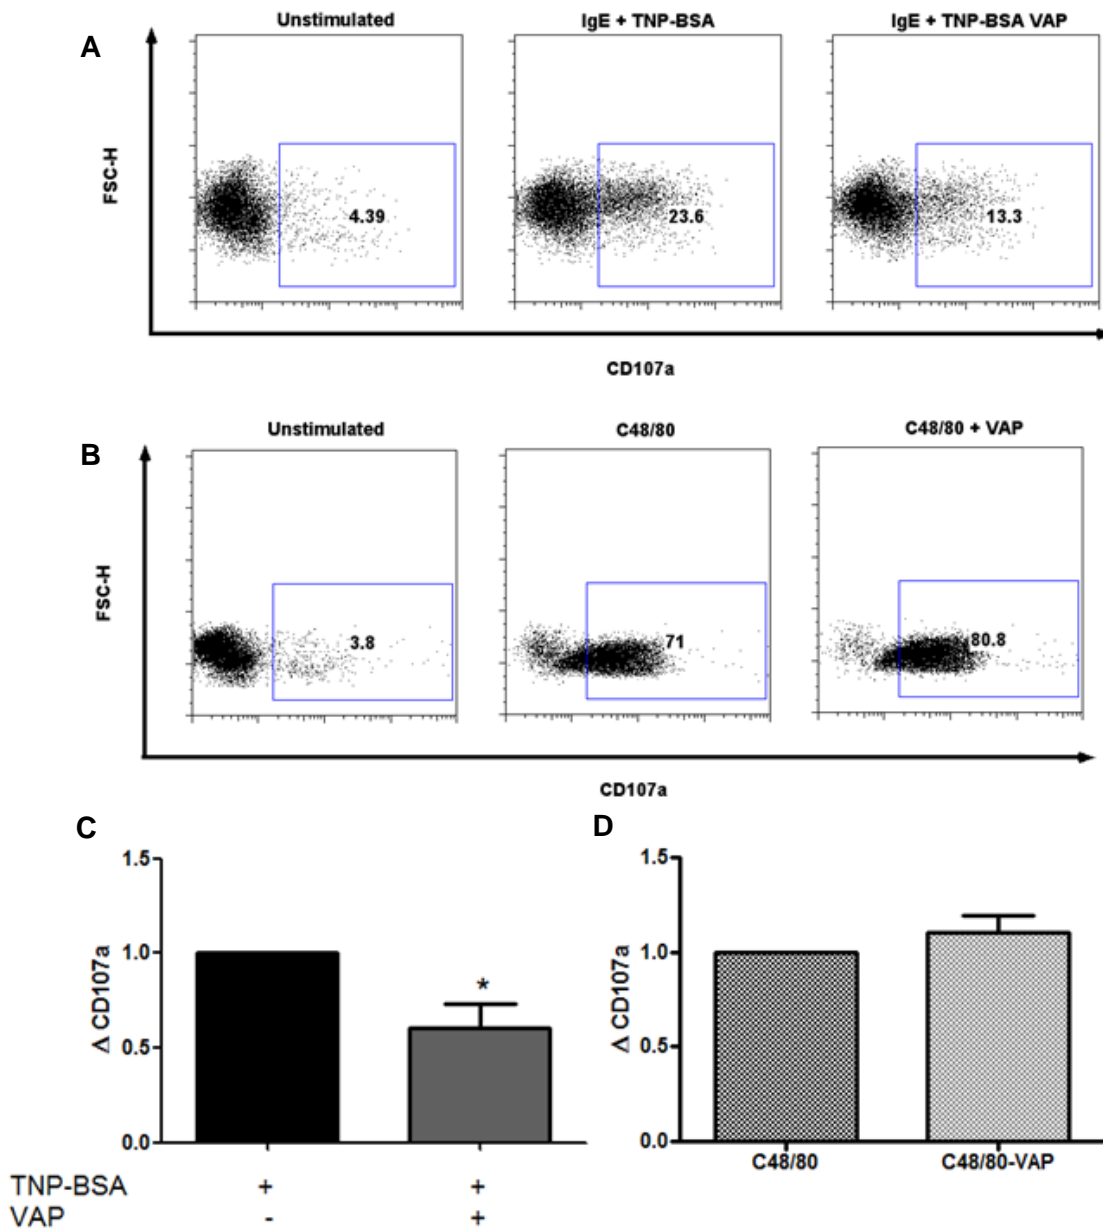 Unstimulated IgE + TNP-BSA IgE + TNP-BSA VAP
A
FSC-H
4.39 23.6 13.3
CD107a
Unstimulated C48/80 C48/80 + VAP
B
FSC-H
3.8 71 80.8
CD107a
C D
1.5 1.5
Δ CD107a Δ CD107a
1.0 1.0
*
0.5 0.5
0.0 0.0
C48/80 C48/80-VAP
TNP-BSA + +
VAP - +